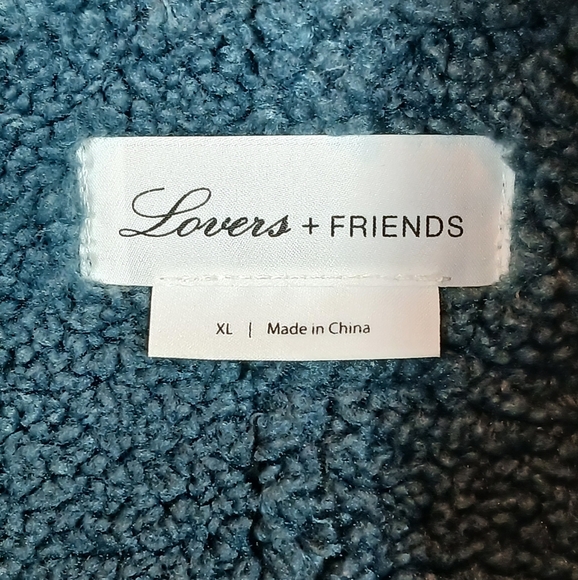 Lovers + FRIENDS
XL | Made in China